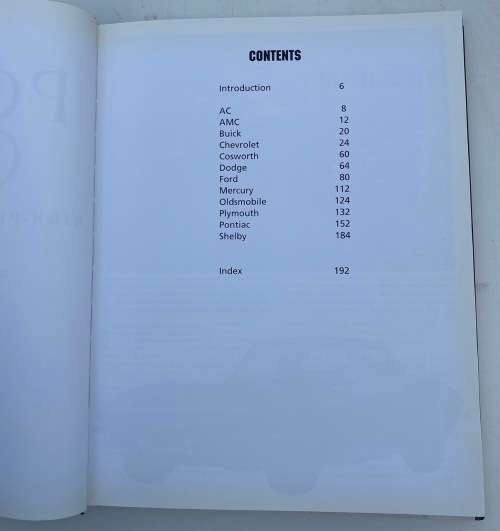 CONTENTS
Introduction 6
AC 8
AMC 12
Buick 20
Chevrolet 24
Cosworth 60
Dodge 64
Ford 80
Mercury 112
Oldsmobile 124
Plymouth 132
Pontiac 152
Shelby 184
Index 192